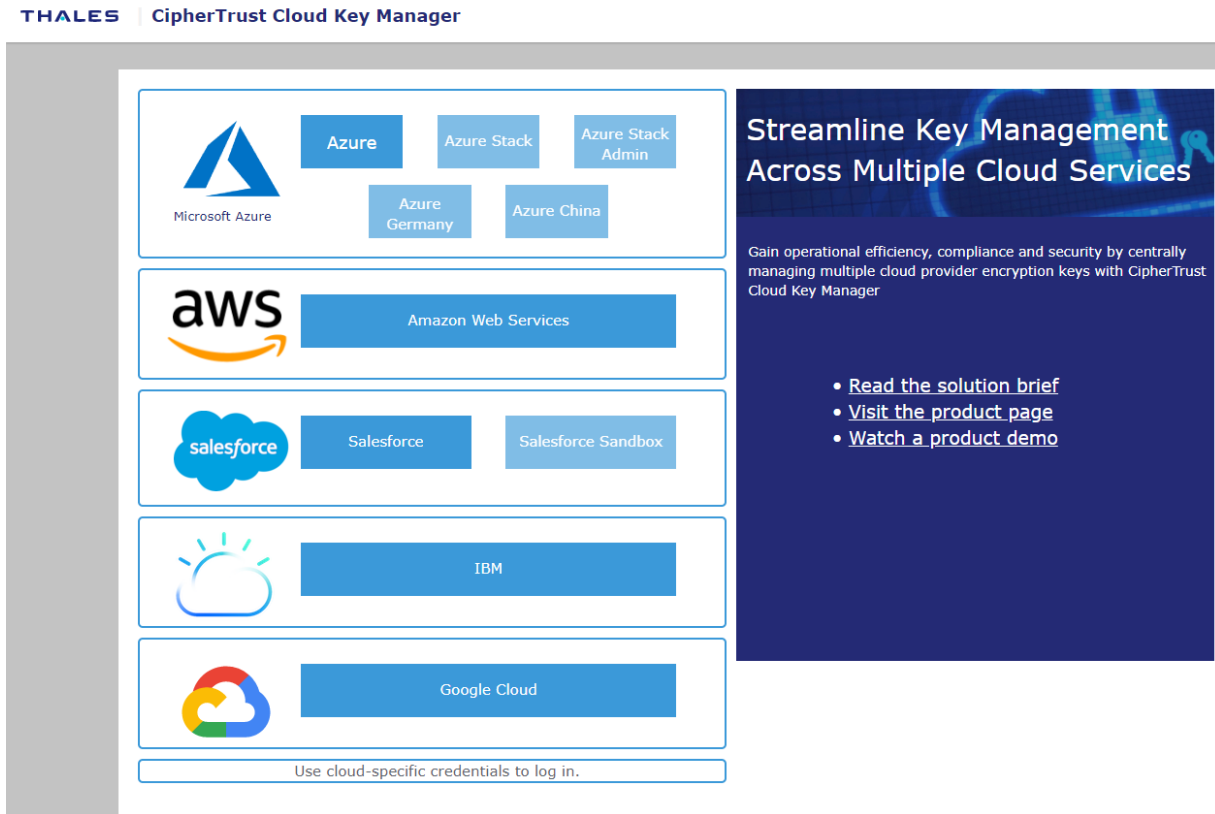 THALES CipherTrust Cloud Key Manager
Microsoft Azure
Azure
Azure Stack
Azure Stack
Admin
Azure
Germany
Azure China
aws
Amazon Web Services
salesforce
Salesforce
Salesforce Sandbox
IBM
Google Cloud
Use cloud-specific credentials to log in.
Streamline Key Management
Across Multiple Cloud Services
Gain operational efficiency, compliance and security by centrally
managing multiple cloud provider encryption keys with CipherTrust
Cloud Key Manager
• Read the solution brief
• Visit the product page
• Watch a product demo